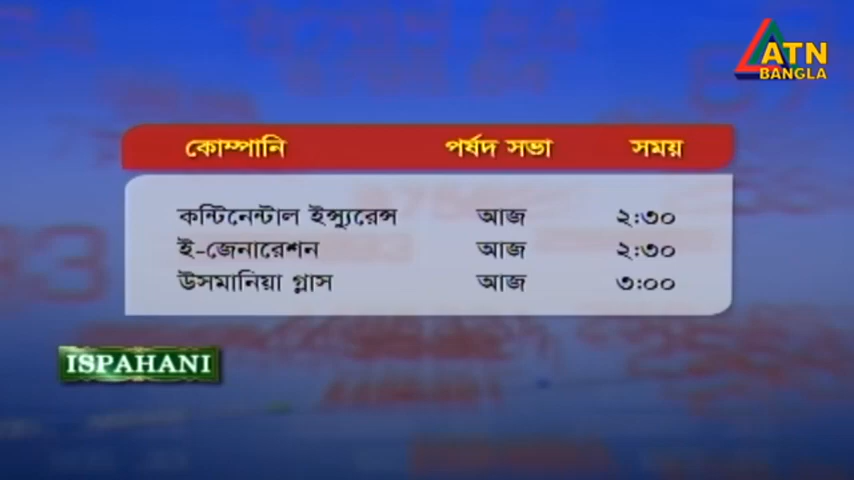 ATN
BANGLA
কোম্পানি পর্ষদ সভা সময়
কন্টিনেন্টাল ইন্স্যুরেন্স আজ ২:৩০
ই-জেনারেশন আজ ২:৩০
উসমানিয়া গ্লাস আজ ৩:০০
ISPAHANI